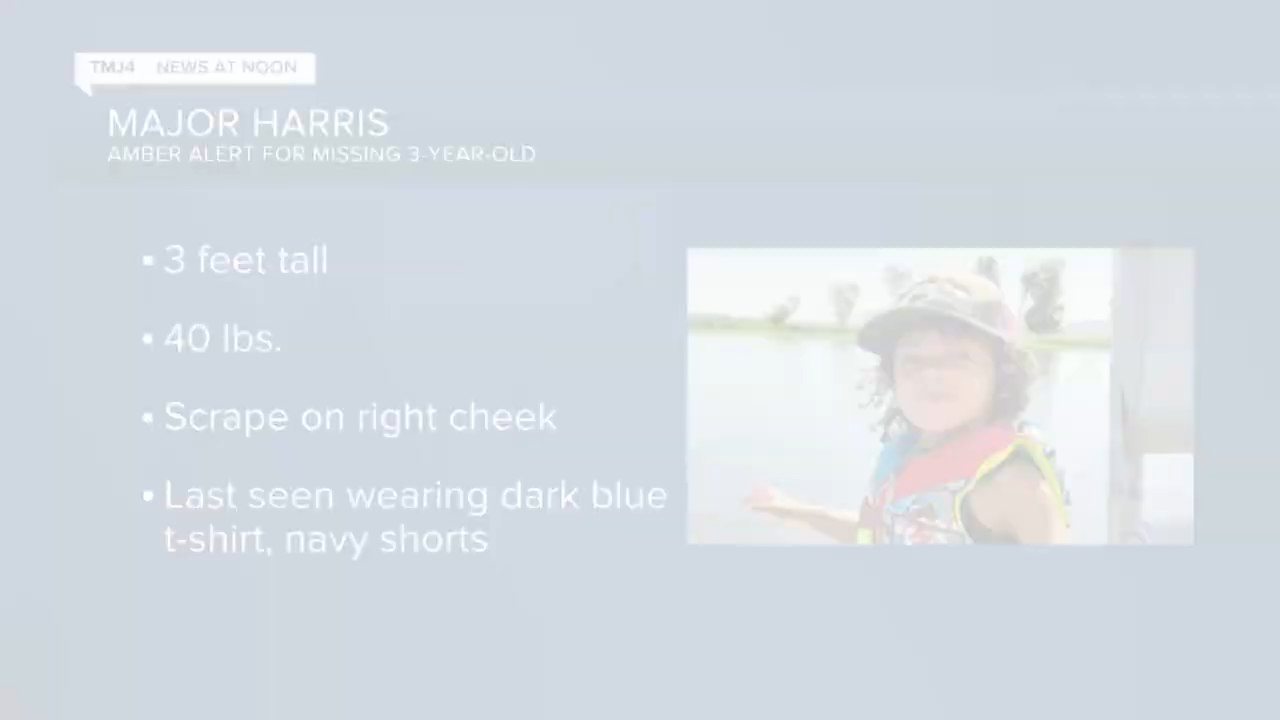 TMJ4 NEWS AT NOON
MAJOR HARRIS
AMBER ALERT FOR MISSING 3-YEAR-OLD
▪ 3 feet tall
▪ 40 lbs.
▪ Scrape on right cheek
▪ Last seen wearing dark blue
t-shirt, navy shorts